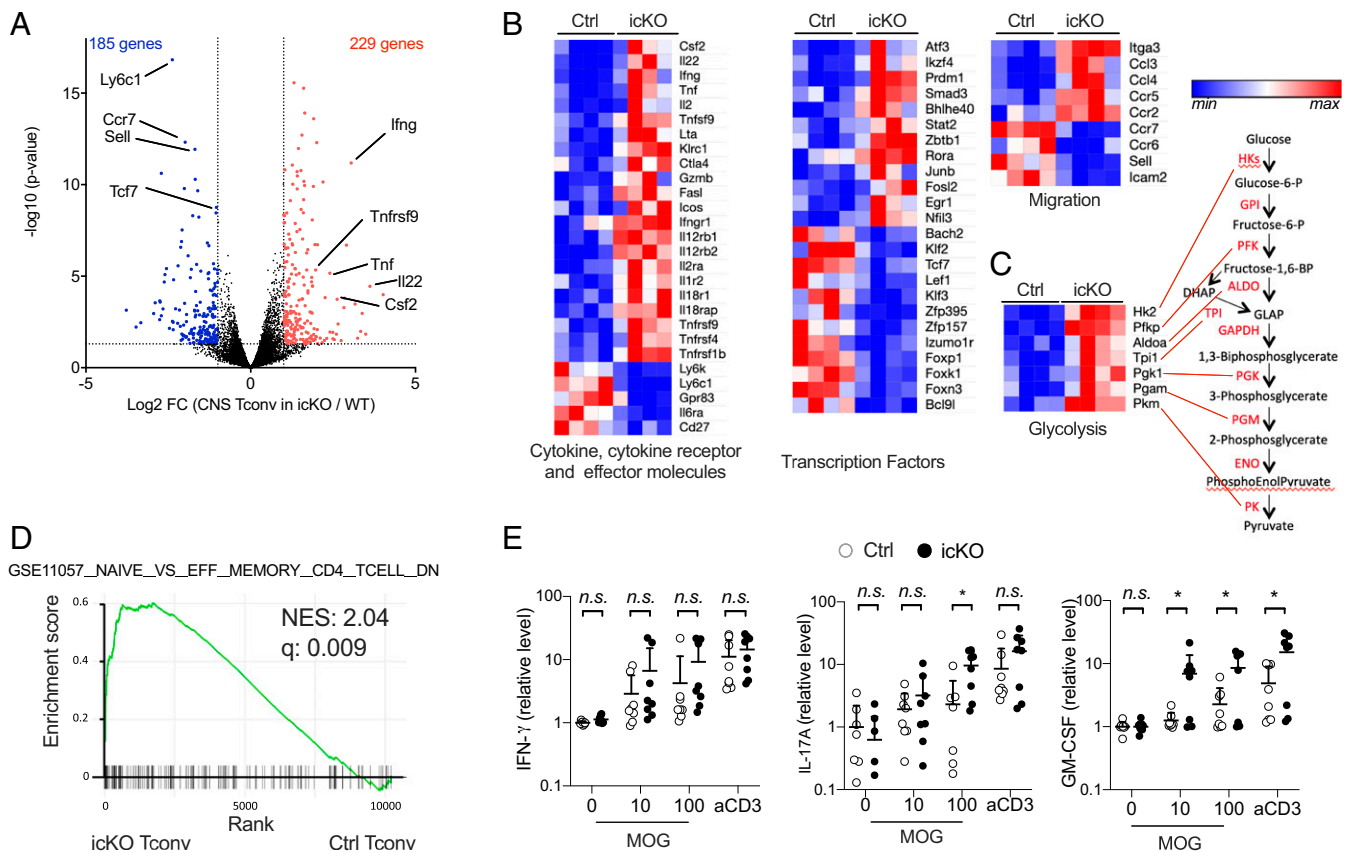 A
185 genes
229 genes
Ly6c1
Ccr7
Sell
Tcf7
Ifng
Tnfrsf9
Tnf
Il22
Csf2
15
10
5
0
-log10 (p-value)
-5
0
5
Log2 FC (CNS Tconv in icKO / WT)
B
Ctrl
icKO
Csf2
Il22
Ifng
Tnf
Il2
Tnfsf9
Lta
Klrc1
Ctla4
Gzmb
Fasl
Icos
Ifngr1
Il12rb1
Il12rb2
Il2ra
Il1r2
Il18r1
Il18rap
Tnfrsf9
Tnfrsf4
Tnfrsf1b
Ly6k
Ly6c1
Gpr83
Il6ra
Cd27
Cytokine, cytokine receptor
and effector molecules
Ctrl
icKO
Atf3
Ikzf4
Prdm1
Smad3
Bhlhe40
Stat2
Zbtb1
Rora
Junb
Fosl2
Egr1
Nfil3
Bach2
Klf2
Tcf7
Lef1
Klf3
Zfp395
Zfp157
Izumo1r
Foxp1
Foxk1
Foxn3
Bcl9l
Transcription Factors
Ctrl
icKO
Itga3
Ccl3
Ccl4
Ccr5
Ccr2
Ccr7
Ccr6
Sell
Icam2
Migration
min
max
C
Ctrl
icKO
Hk2
Pfkp
Aldoa
Tpi1
Pgk1
Pgam
Pkm
Glycolysis
Glucose
HKs
Glucose-6-P
GPI
Fructose-6-P
PFK
Fructose-1,6-BP
ALDO
DHAP
TPI
GLAP
GAPDH
1,3-Biphosphoglycerate
PGK
3-Phosphoglycerate
PGM
2-Phosphoglycerate
ENO
PhosphoEnolPyruvate
PK
Pyruvate
D
GSE11057_NAIVE_VS_EFF_MEMORY_CD4_TCELL_DN
NES: 2.04
q: 0.009
Enrichment score
0.6
0.4
0.2
0
0
5000
10000
Rank
icKO Tconv
Ctrl Tconv
E
Ctrl
icKO
n.s.
n.s.
n.s.
n.s.
IFN-γ (relative level)
100
10
1
0.1
0
10
100
aCD3
MOG
n.s.
n.s.
*
n.s.
IL-17A (relative level)
100
10
1
0.1
0
10
100
aCD3
MOG
n.s.
*
*
*
GM-CSF (relative level)
100
10
1
0.1
0
10
100
aCD3
MOG